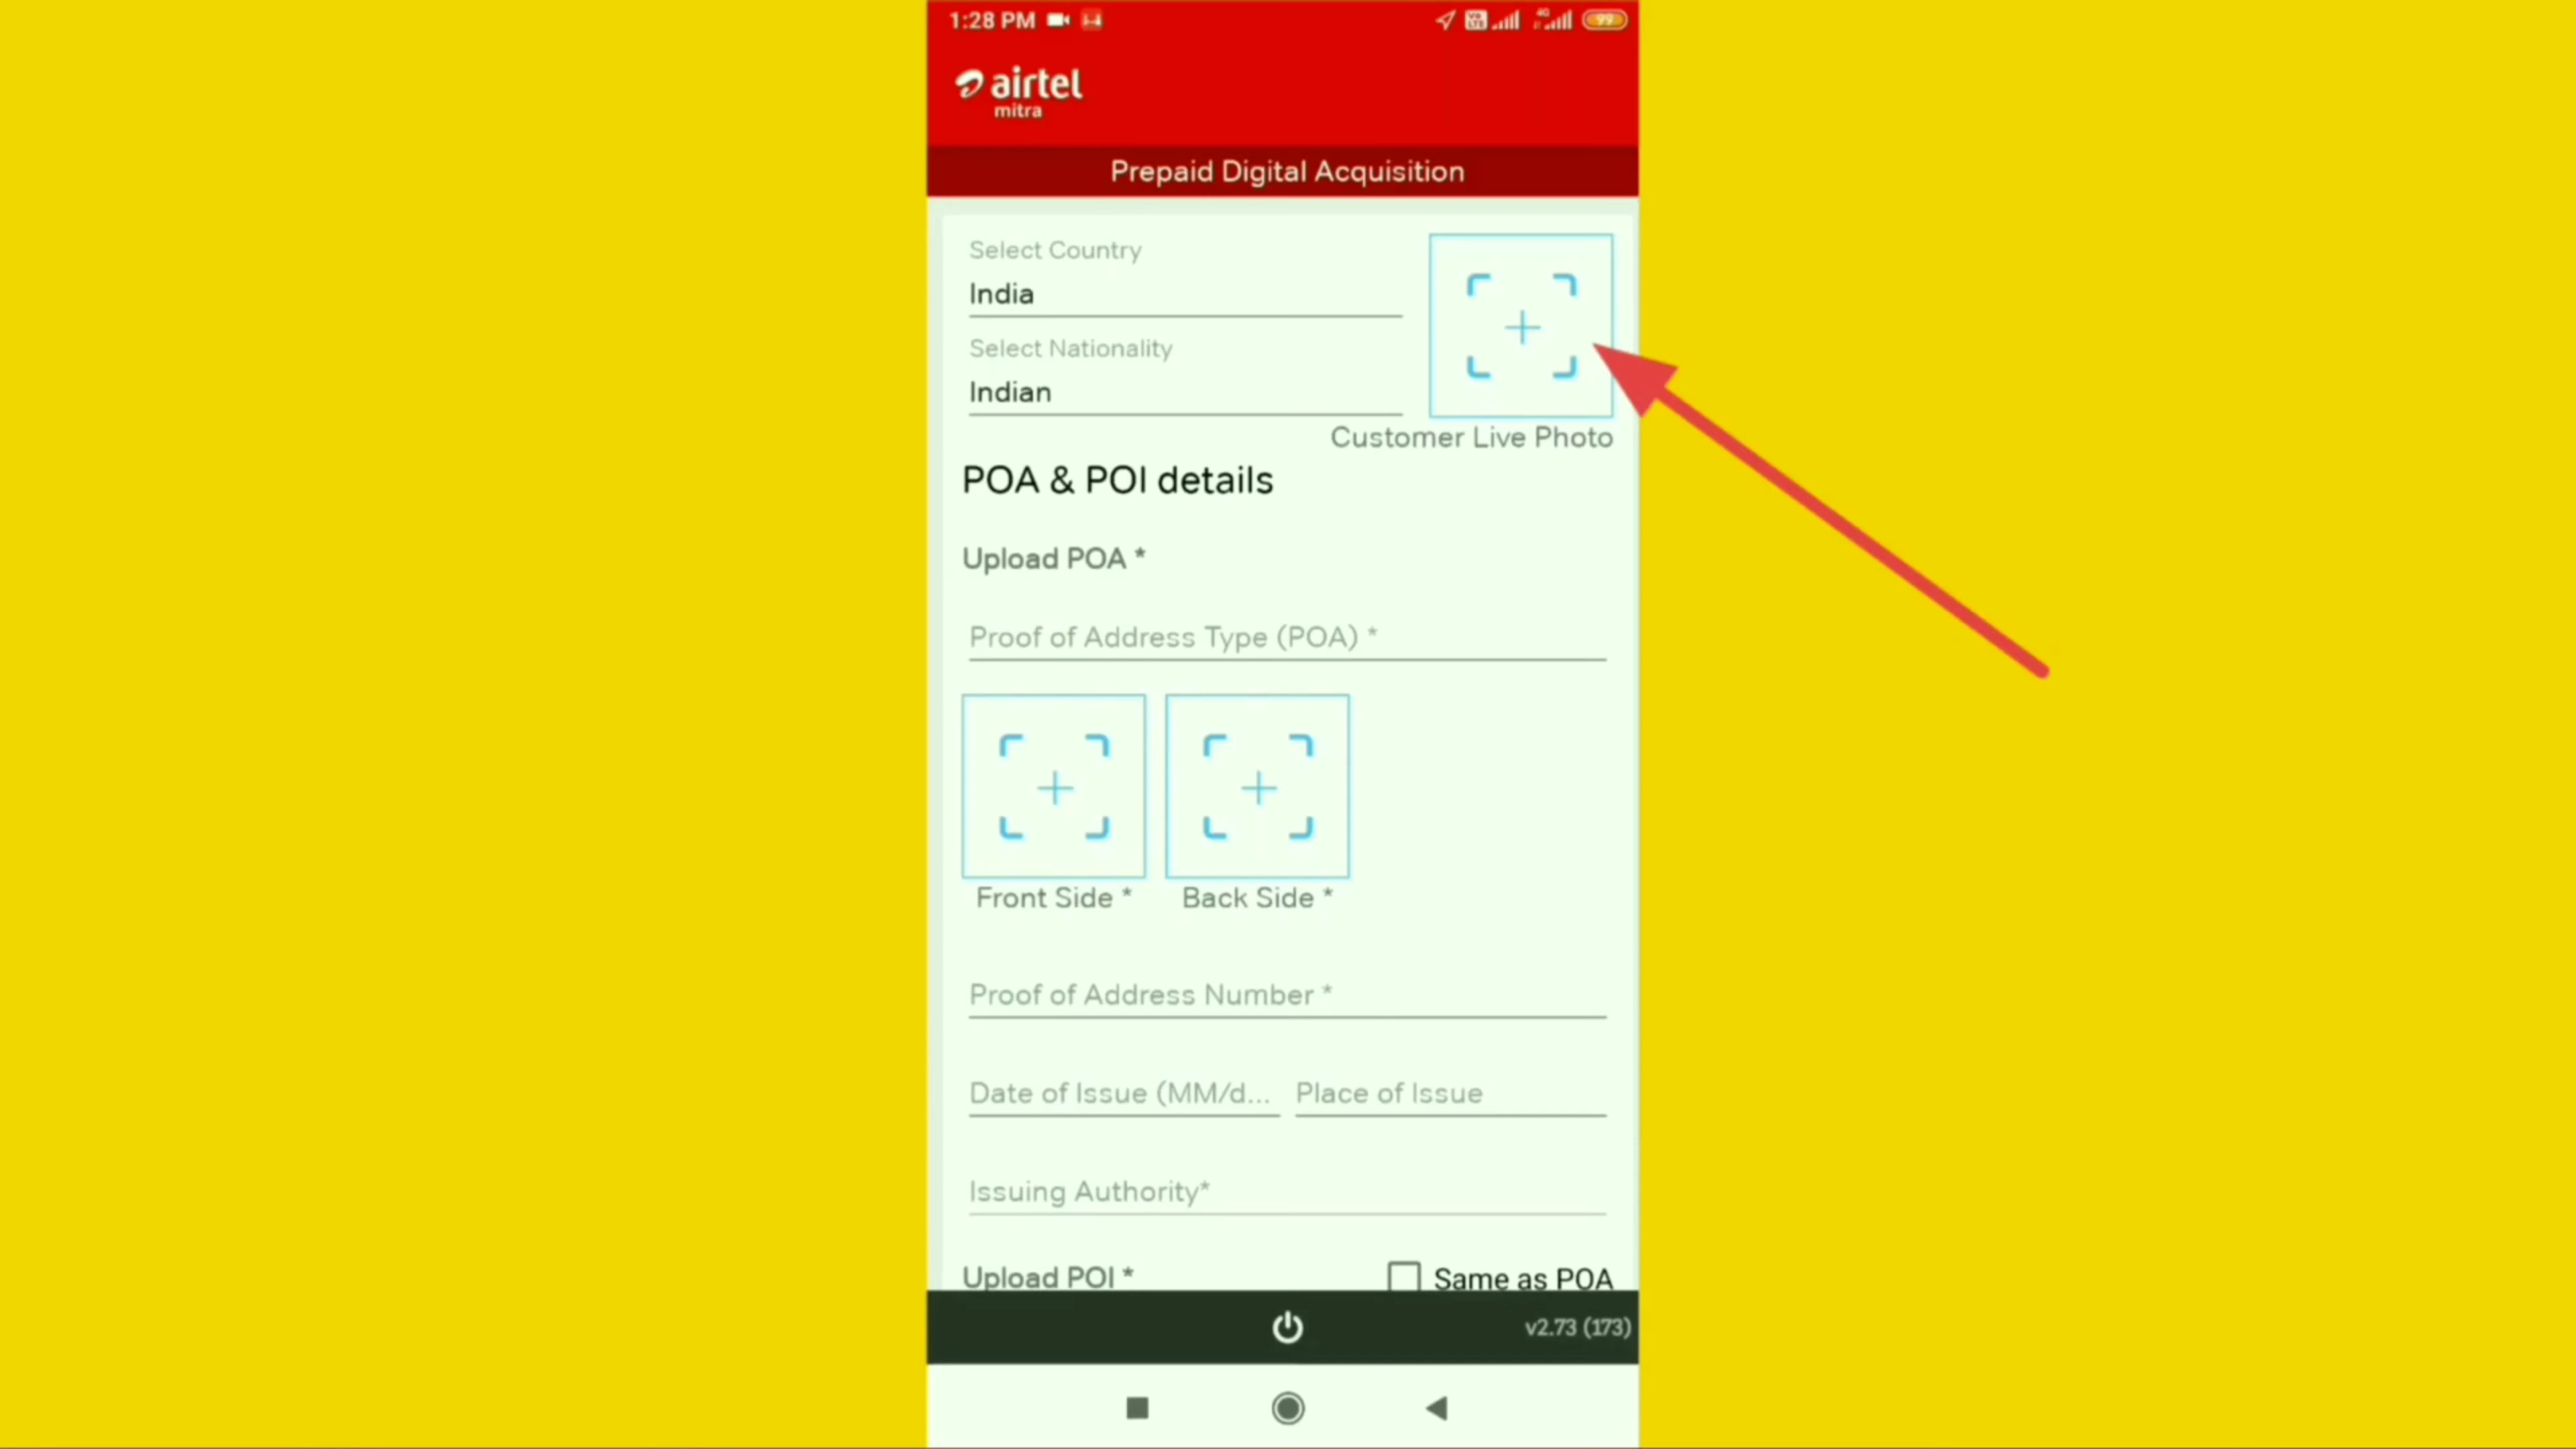 1:28 PM
4G
99
airtel
mitra
Prepaid Digital Acquisition
Select Country
India
Select Nationality
Indian
Customer Live Photo
POA & POI details
Upload POA *
Proof of Address Type (POA) *
Front Side * Back Side *
Proof of Address Number *
Date of Issue (MM/d... Place of Issue
Issuing Authority*
Upload POI * Same as POA
v2.73 (173)